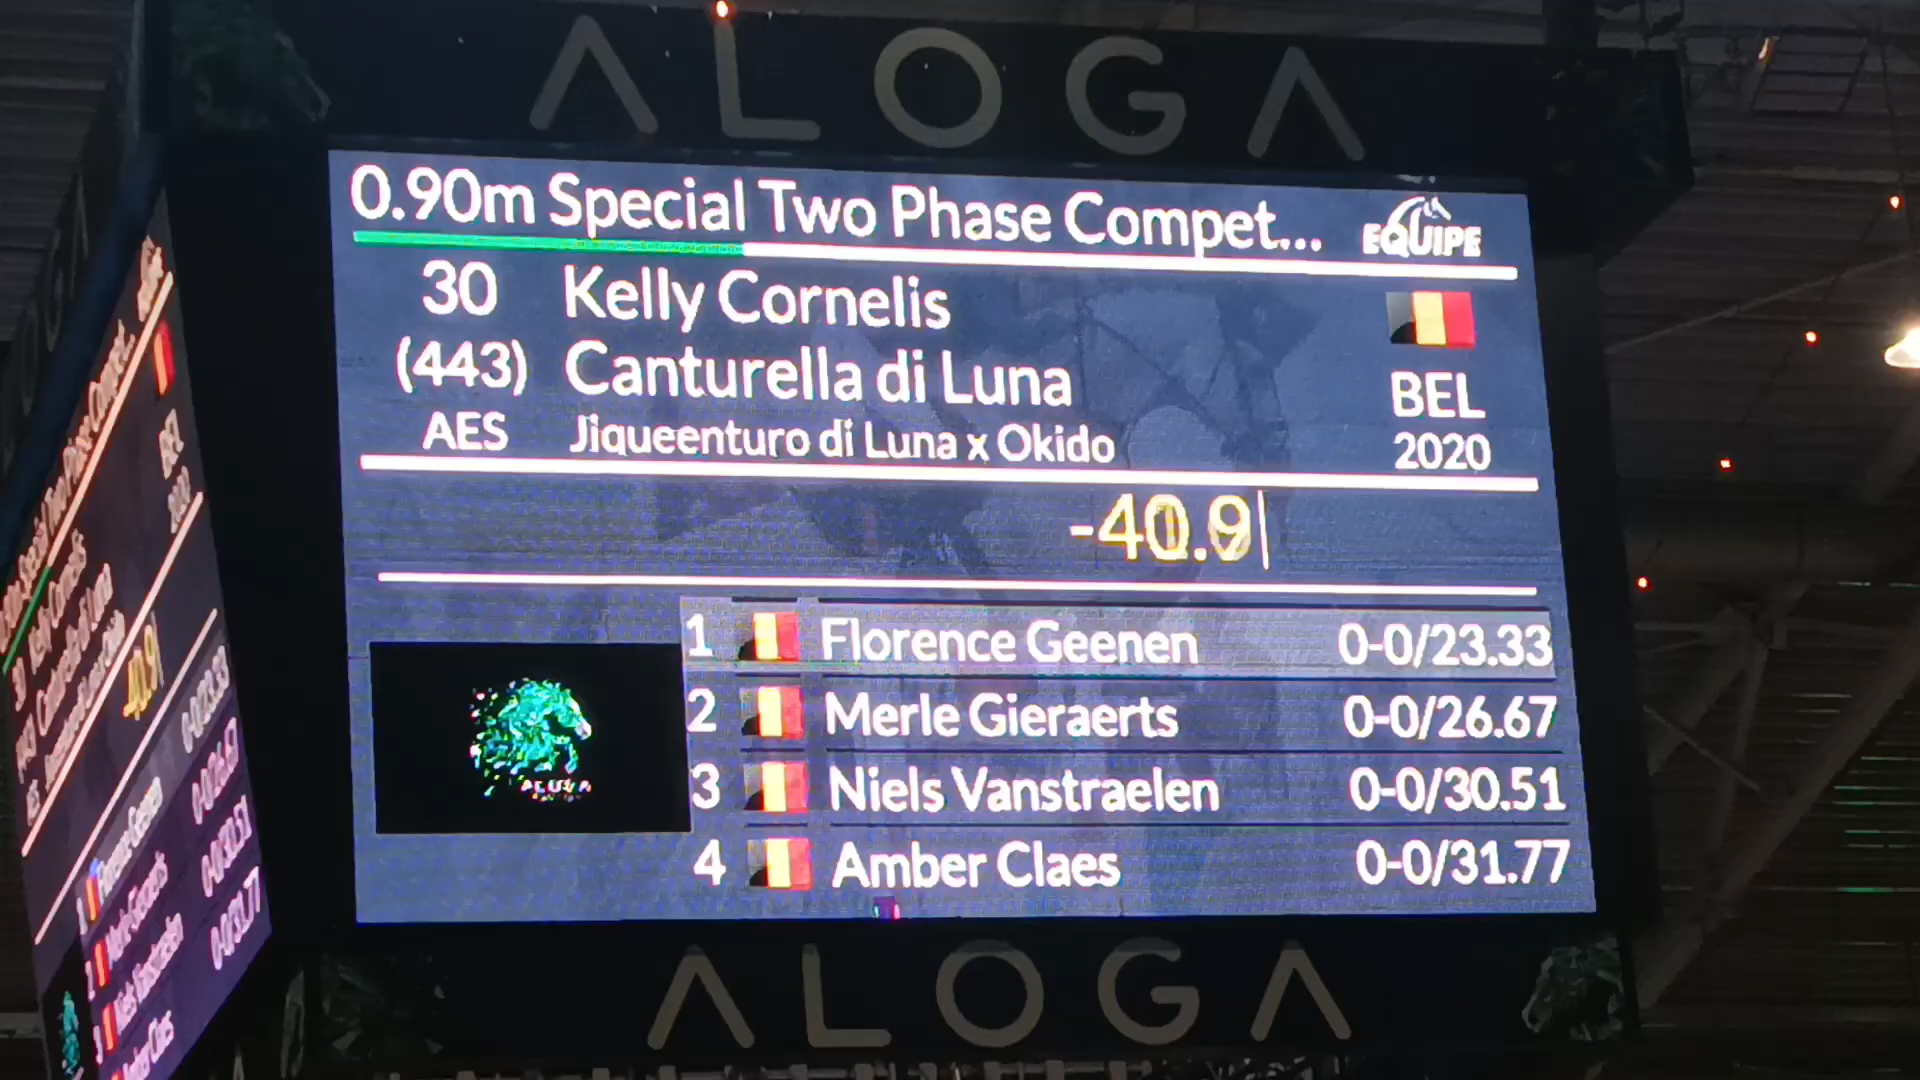 ALOGA
0.90m Special Two Phase Compet...
EQUIPE
30 Kelly Cornelis
(443) Canturella di Luna BEL
AES Jiqueenturo di Luna x Okido 2020
1 Florence Geenen 0-0/23.33
2 Merle Gieraerts 0-0/26.67
3 Niels Vanstraelen 0-0/30.51
4 Amber Claes 0-0/31.77
ALOGA